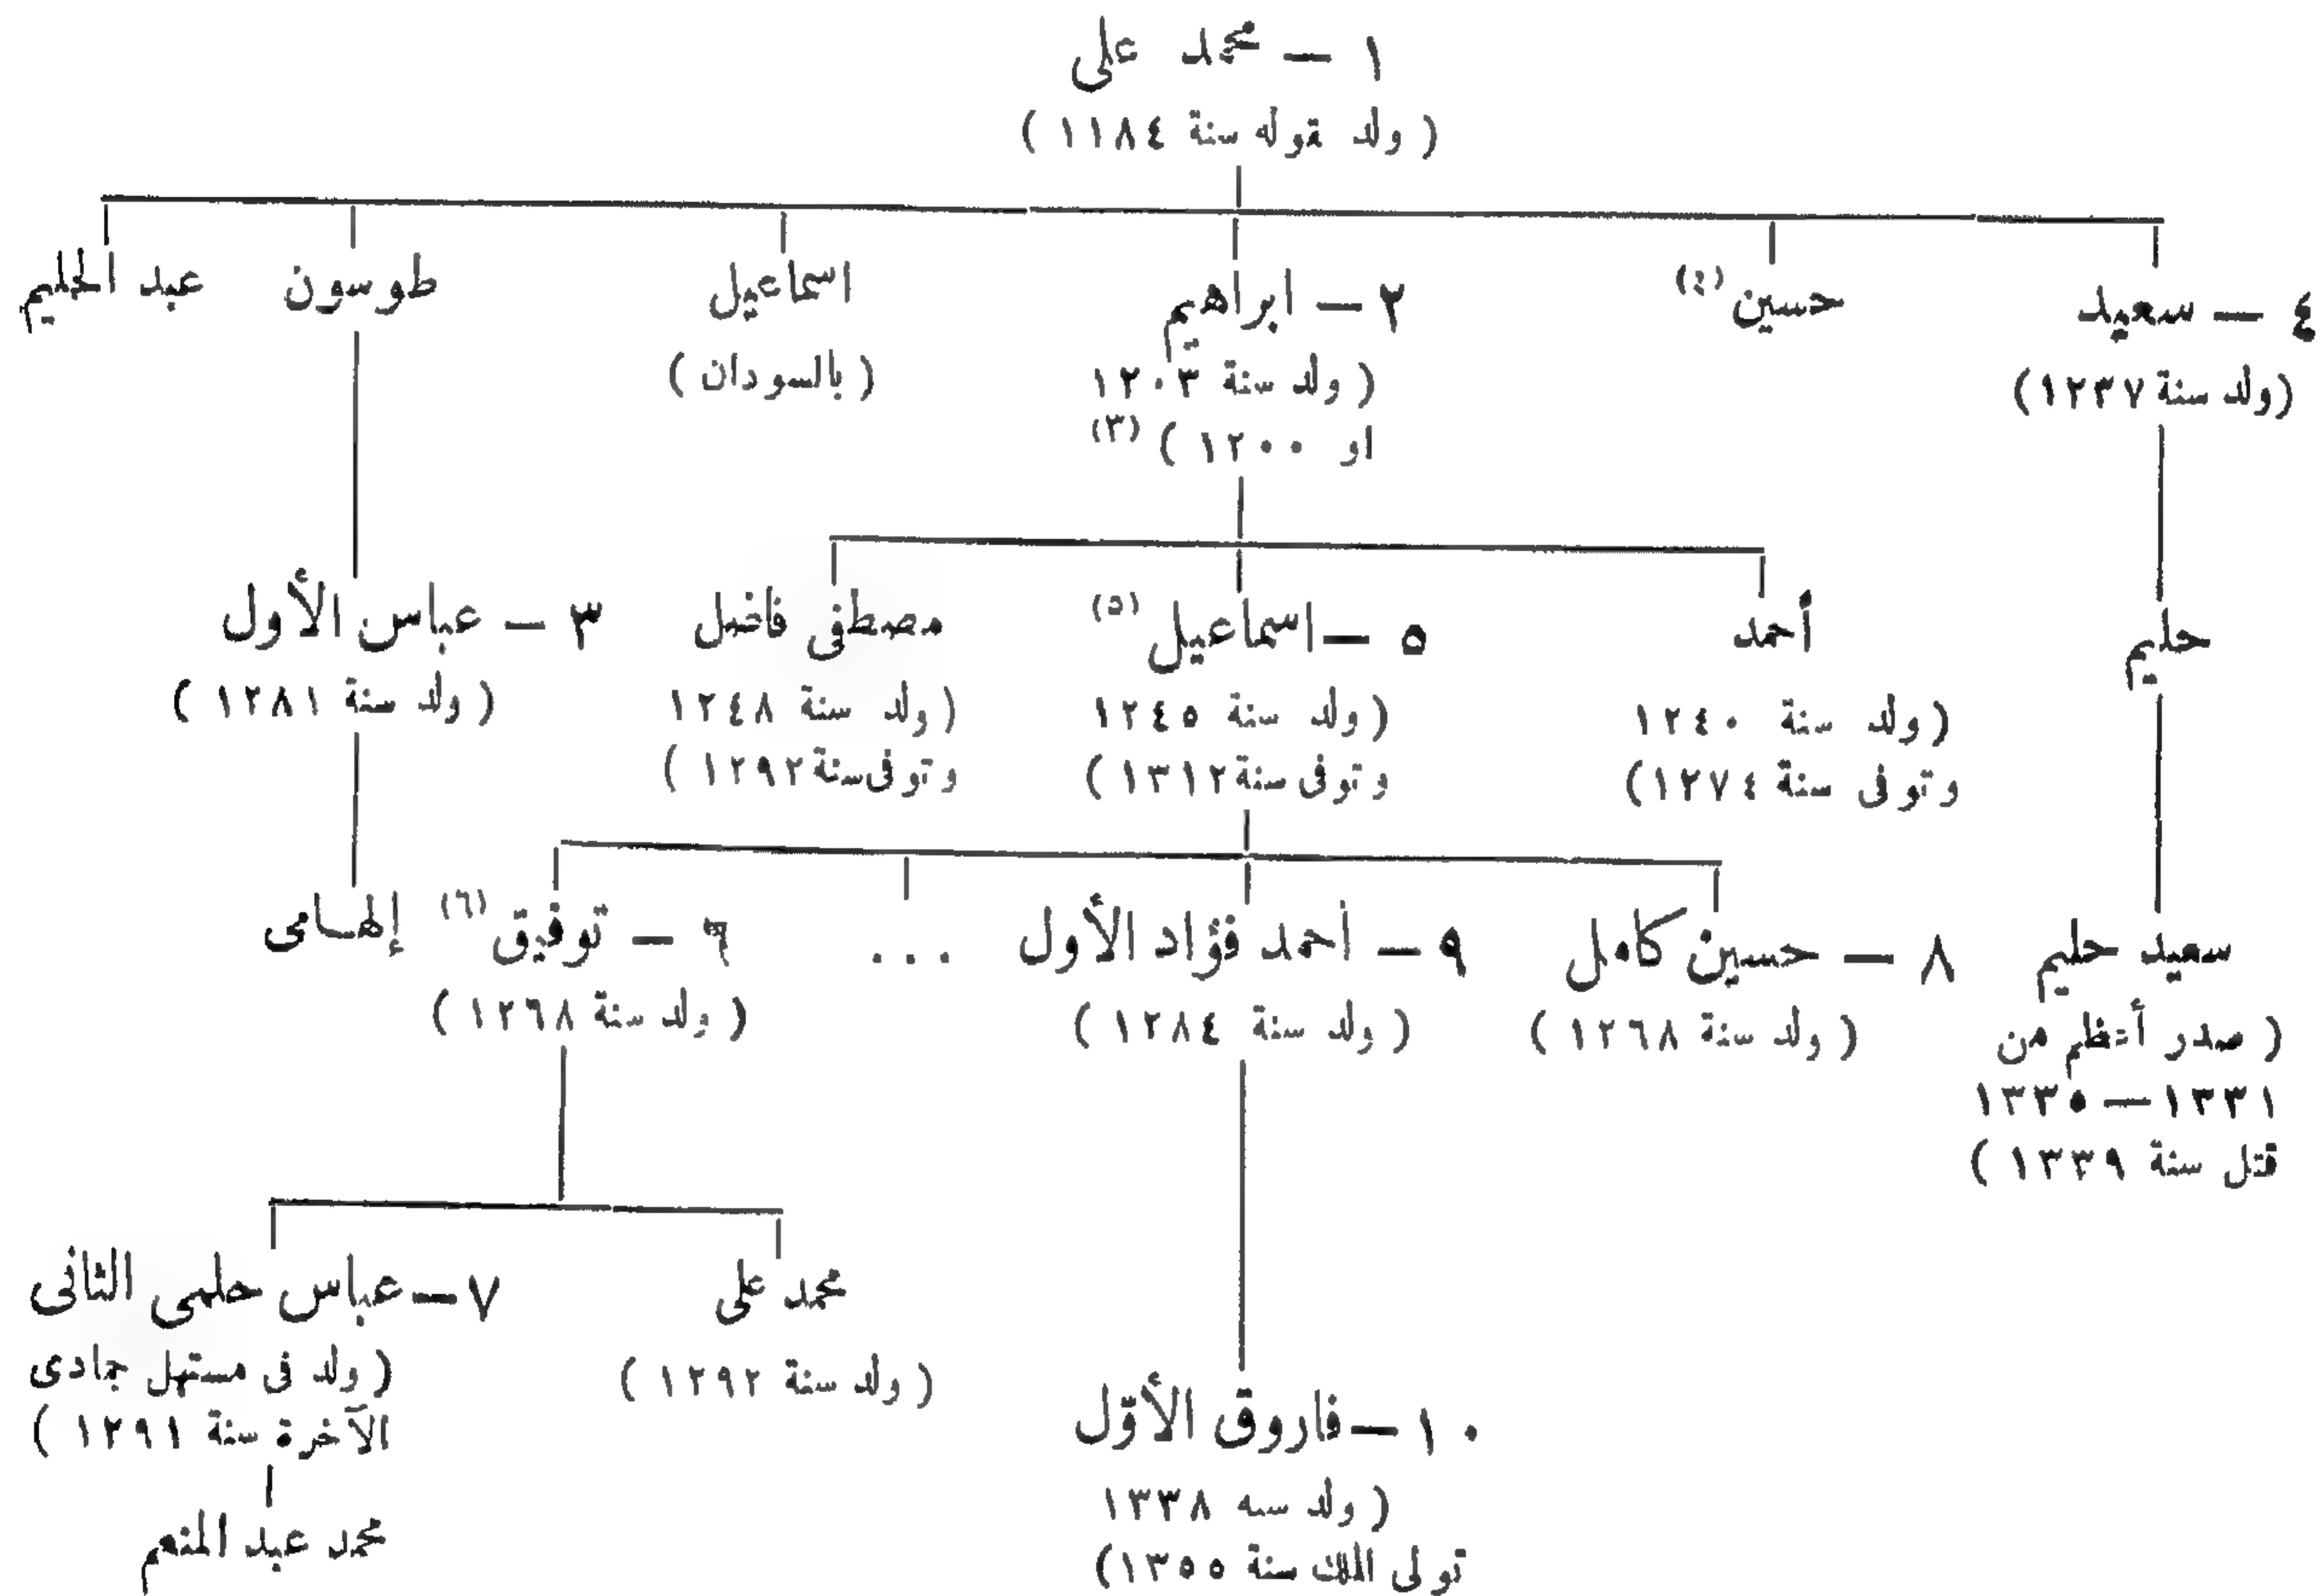 ١ – محمد على
( ولد قوله سنة ١١٨٤ )
٤ – سعيد
(ولد سنة ١٢٣٧)
حسين (٤)
٢ – ابراهيم
( ولد سنة ١٢٠٣
او ١٢٠٠ ) (٣)
اسماعيل
( بالسودان )
طوسون
عبد الحليم
حليم
أحمد
(ولد سنة ١٢٤٠
وتوفى سنة ١٢٧٤)
٥ – اسماعيل (٥)
(ولد سنة ١٢٤٥
وتوفى سنة ١٣١٢)
مصطفى فاضل
(ولد سنة ١٢٤٨
وتوفى سنة ١٢٩٢ )
٣ – عباس الأول
(ولد سنة ١٢٨١ )
سعيد حليم
( صدر أعظم من
١٣٣١ – ١٣٣٥
قتل سنة ١٣٣٩ )
٨ – حسين كامل
( ولد سنة ١٢٦٨ )
٩ – أحمد فؤاد الأول
( ولد سنة ١٢٨٤ )
...
٦ – توفيق (٦)
( ولد سنة ١٢٦٨ )
إلهامى
محمد على
( ولد سنة ١٢٩٢ )
٧ – عباس حلمى الثانى
(ولد فى مستهل جمادى
الآخرة سنة ١٢٩١ )
محمد عبد المنعم
١٠ – فاروق الأوّل
( ولد سنه ١٣٣٨
تولى الملك سنة ١٣٥٥)